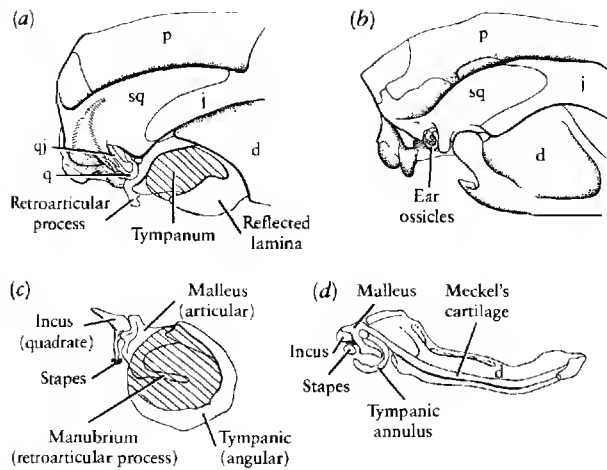 (a)
p
sq
j
qj
q
d
Retroarticular
process
Tympanum
Reflected
lamina
(b)
p
sq
j
d
Ear
ossicles
(c)
Malleus
(articular)
Incus
(quadrate)
Stapes
Manubrium
(retroarticular process)
Tympanic
(angular)
(d)
Malleus
Meckel's
cartilage
Incus
Stapes
d
Tympanic
annulus